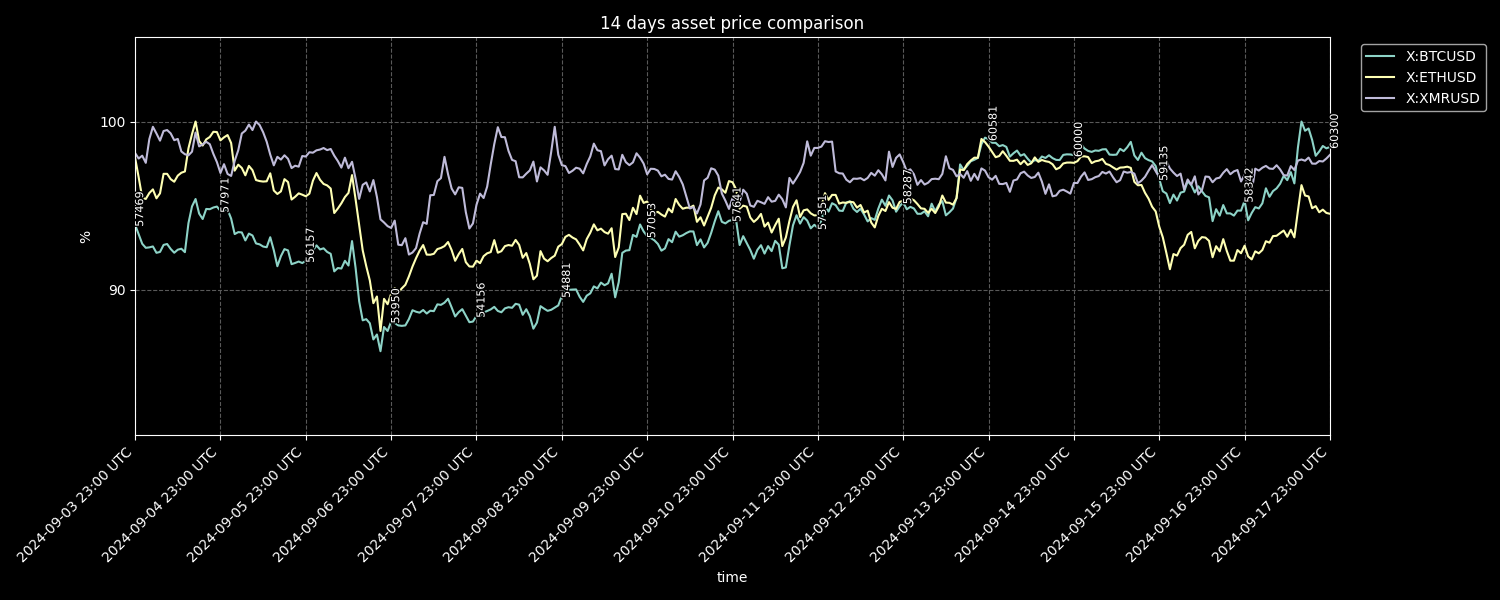 14 days asset price comparison
X:BTCUSD
X:ETHUSD
X:XMRUSD
100
90
%
57469
57971
56157
53950
54156
54881
57053
57641
57351
58287
60581
60000
59135
58342
60300
2024-09-03 23:00 UTC
2024-09-04 23:00 UTC
2024-09-05 23:00 UTC
2024-09-06 23:00 UTC
2024-09-07 23:00 UTC
2024-09-08 23:00 UTC
2024-09-09 23:00 UTC
2024-09-10 23:00 UTC
2024-09-11 23:00 UTC
2024-09-12 23:00 UTC
2024-09-13 23:00 UTC
2024-09-14 23:00 UTC
2024-09-15 23:00 UTC
2024-09-16 23:00 UTC
2024-09-17 23:00 UTC
time